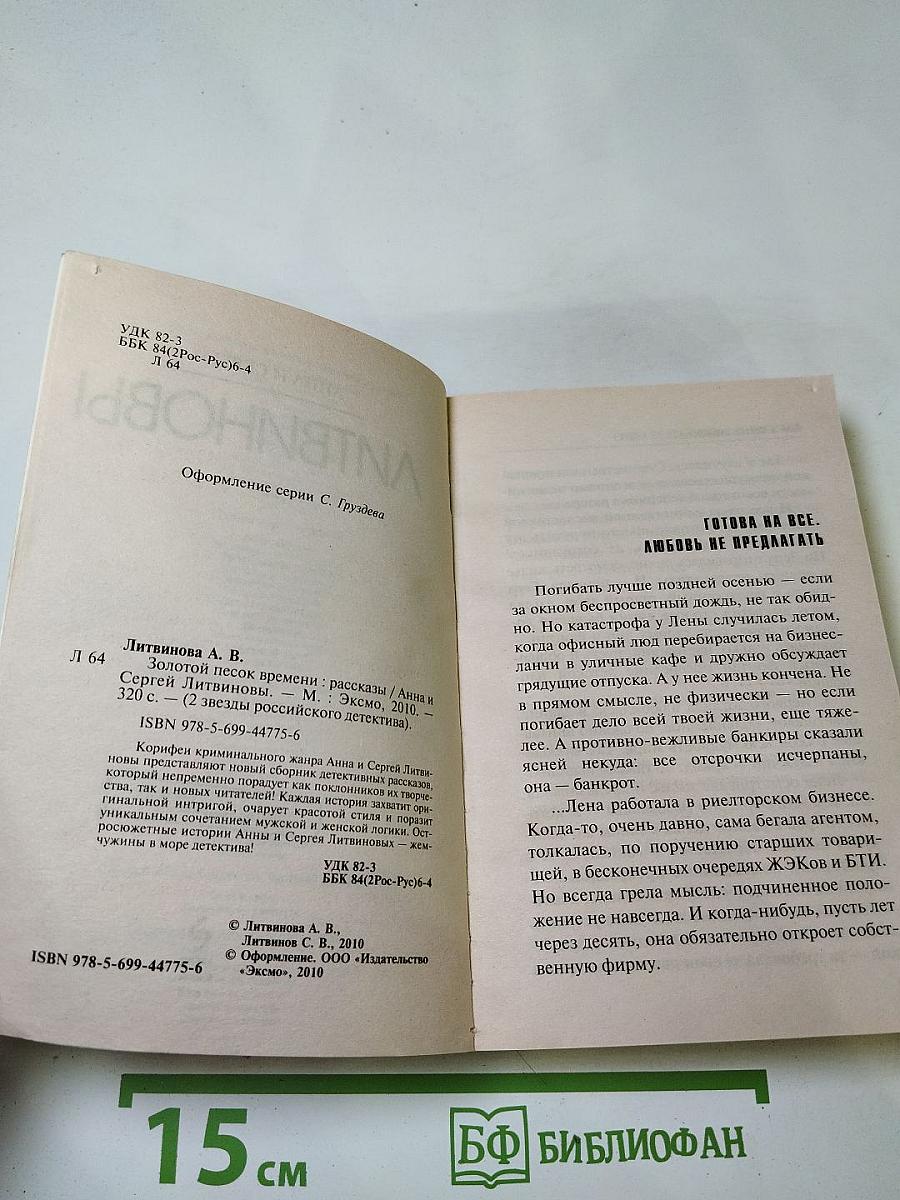 УДК 82-3
ББК 84(2Рос-Рус)6-4
Л 64
ЛИТВИНОВЫ
Оформление серии С. Груздева
Литвинова А. В.
Л 64 Золотой песок времени : рассказы / Анна и
Сергей Литвиновы. — М. : Эксмо, 2010. —
320 с. — (2 звезды российского детектива).
ISBN 978-5-699-44775-6
Корифеи криминального жанра Анна и Сергей Литви-
новы представляют новый сборник детективных рассказов,
который непременно порадует как поклонников их творче-
ства, так и новых читателей! Каждая история захватит ори-
гинальной интригой, очарует красотой стиля и поразит
уникальным сочетанием мужской и женской логики. Ост-
росюжетные истории Анны и Сергея Литвиновых — жем-
чужины в море детектива!
УДК 82-3
ББК 84(2Рос-Рус)6-4
© Литвинова А. В.,
Литвинов С. В., 2010
© Оформление. ООО «Издательство
«Эксмо», 2010
ISBN 978-5-699-44775-6
ГОТОВА НА ВСЕ.
ЛЮБОВЬ НЕ ПРЕДЛАГАТЬ
Погибать лучше поздней осенью — если
за окном беспросветный дождь, не так обид-
но. Но катастрофа у Лены случилась летом,
когда офисный люд перебирается на бизнес-
ланчи в уличные кафе и дружно обсуждает
грядущие отпуска. А у нее жизнь кончена. Не
в прямом смысле, не физически — но если
погибает дело всей твоей жизни, еще тяже-
лее. А противно-вежливые банкиры сказали
ясней некуда: все отсрочки исчерпаны,
она — банкрот.
...Лена работала в риелторском бизнесе.
Когда-то, очень давно, сама бегала агентом,
толкалась, по поручению старших товари-
щей, в бесконечных очередях ЖЭКов и БТИ.
Но всегда грела мысль: подчиненное поло-
жение не навсегда. И когда-нибудь, пусть лет
через десять, она обязательно откроет собст-
венную фирму.
15 см
БФ БИБЛИОФАН